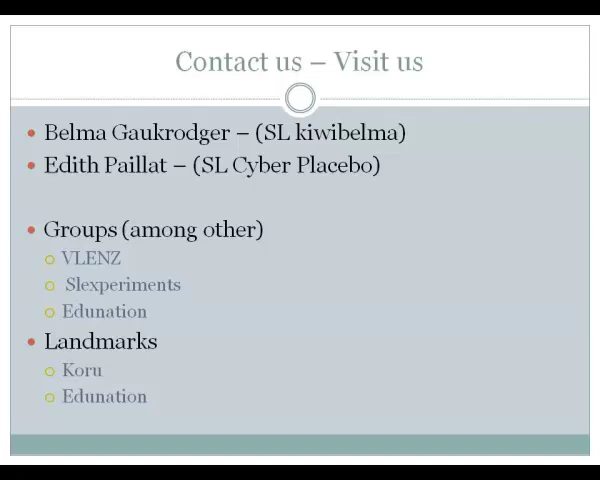 Contact us – Visit us
Belma Gaukrodger – (SL kiwibelma)
Edith Paillat – (SL Cyber Placebo)
Groups (among other)
VLENZ
Slexperiments
Edunation
Landmarks
Koru
Edunation